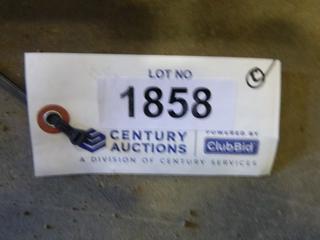 LOT NO
1858
CENTURY
AUCTIONS
POWERED BY
ClubBid
A DIVISION OF CENTURY SERVICES